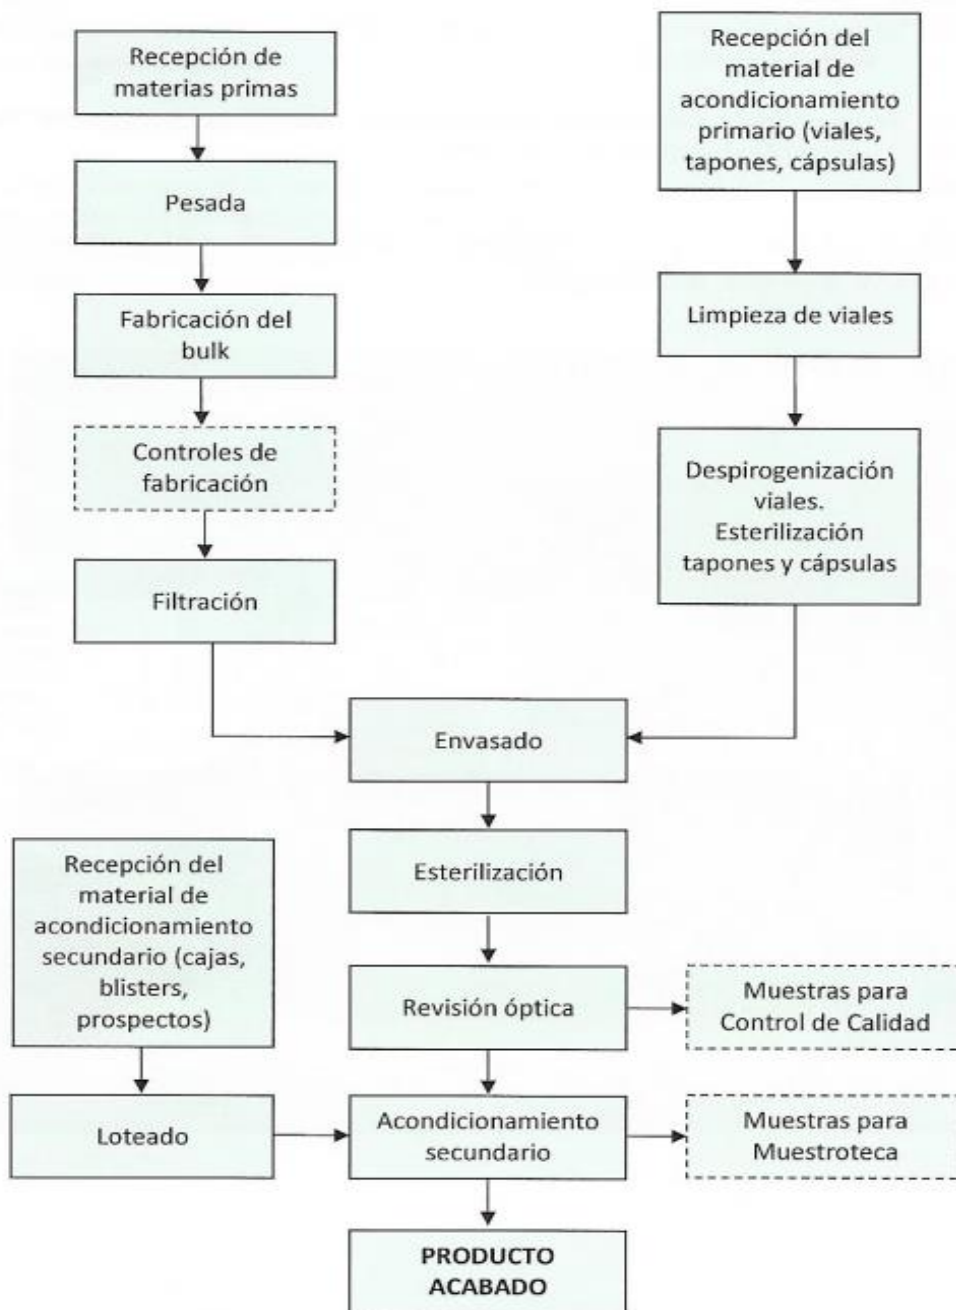 Recepción de
materias primas
Pesada
Fabricación del
bulk
Controles de
fabricación
Filtración
Recepción del
material de
acondicionamiento
primario (viales,
tapones, cápsulas)
Limpieza de viales
Despirogenización
viales.
Esterilización
tapones y cápsulas
Envasado
Esterilización
Recepción del
material de
acondicionamiento
secundario (cajas,
blisters,
prospectos)
Revisión óptica
Muestras para
Control de Calidad
Loteado
Acondicionamiento
secundario
Muestras para
Muestroteca
PRODUCTO
ACABADO